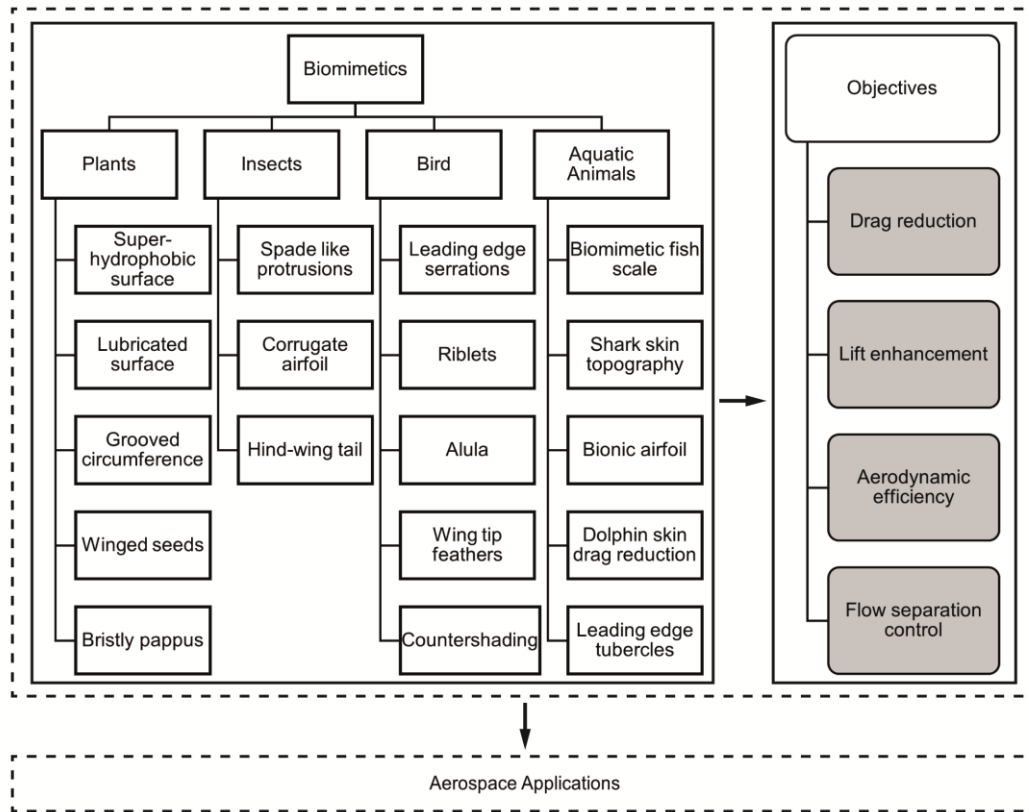 Biomimetics
Plants
Insects
Bird
Aquatic
Animals
Super-
hydrophobic
surface
Lubricated
surface
Grooved
circumference
Winged seeds
Bristly pappus
Spade like
protrusions
Corrugate
airfoil
Hind-wing tail
Leading edge
serrations
Riblets
Alula
Wing tip
feathers
Countershading
Biomimetic fish
scale
Shark skin
topography
Bionic airfoil
Dolphin skin
drag reduction
Leading edge
tubercles
Objectives
Drag reduction
Lift enhancement
Aerodynamic
efficiency
Flow separation
control
Aerospace Applications